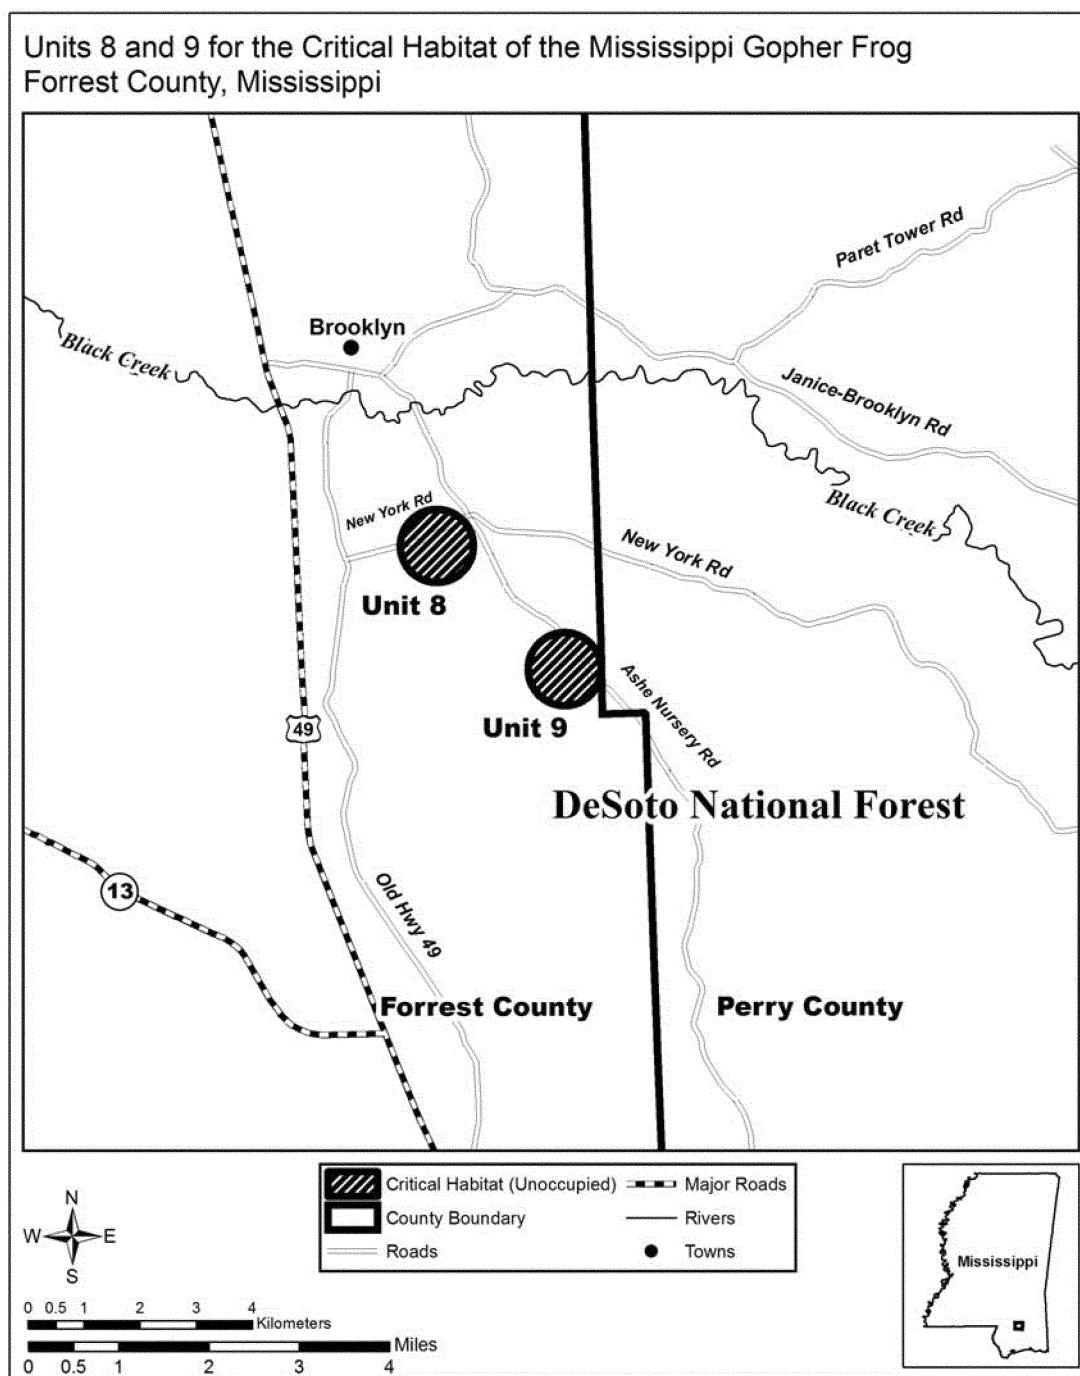 Units 8 and 9 for the Critical Habitat of the Mississippi Gopher Frog
Forrest County, Mississippi
Paret Tower Rd
Brooklyn
Black Creek
Janice-Brooklyn Rd
New York Rd
Black Creek
New York Rd
Unit 8
Ashe Nursery Rd
Unit 9
49
DeSoto National Forest
13
Old Hwy 49
Forrest County
Perry County
Critical Habitat (Unoccupied)
Major Roads
County Boundary
Rivers
Roads
Towns
N
W E
S
Mississippi
0 0.5 1 2 3 4
Kilometers
Miles
0 0.5 1 2 3 4